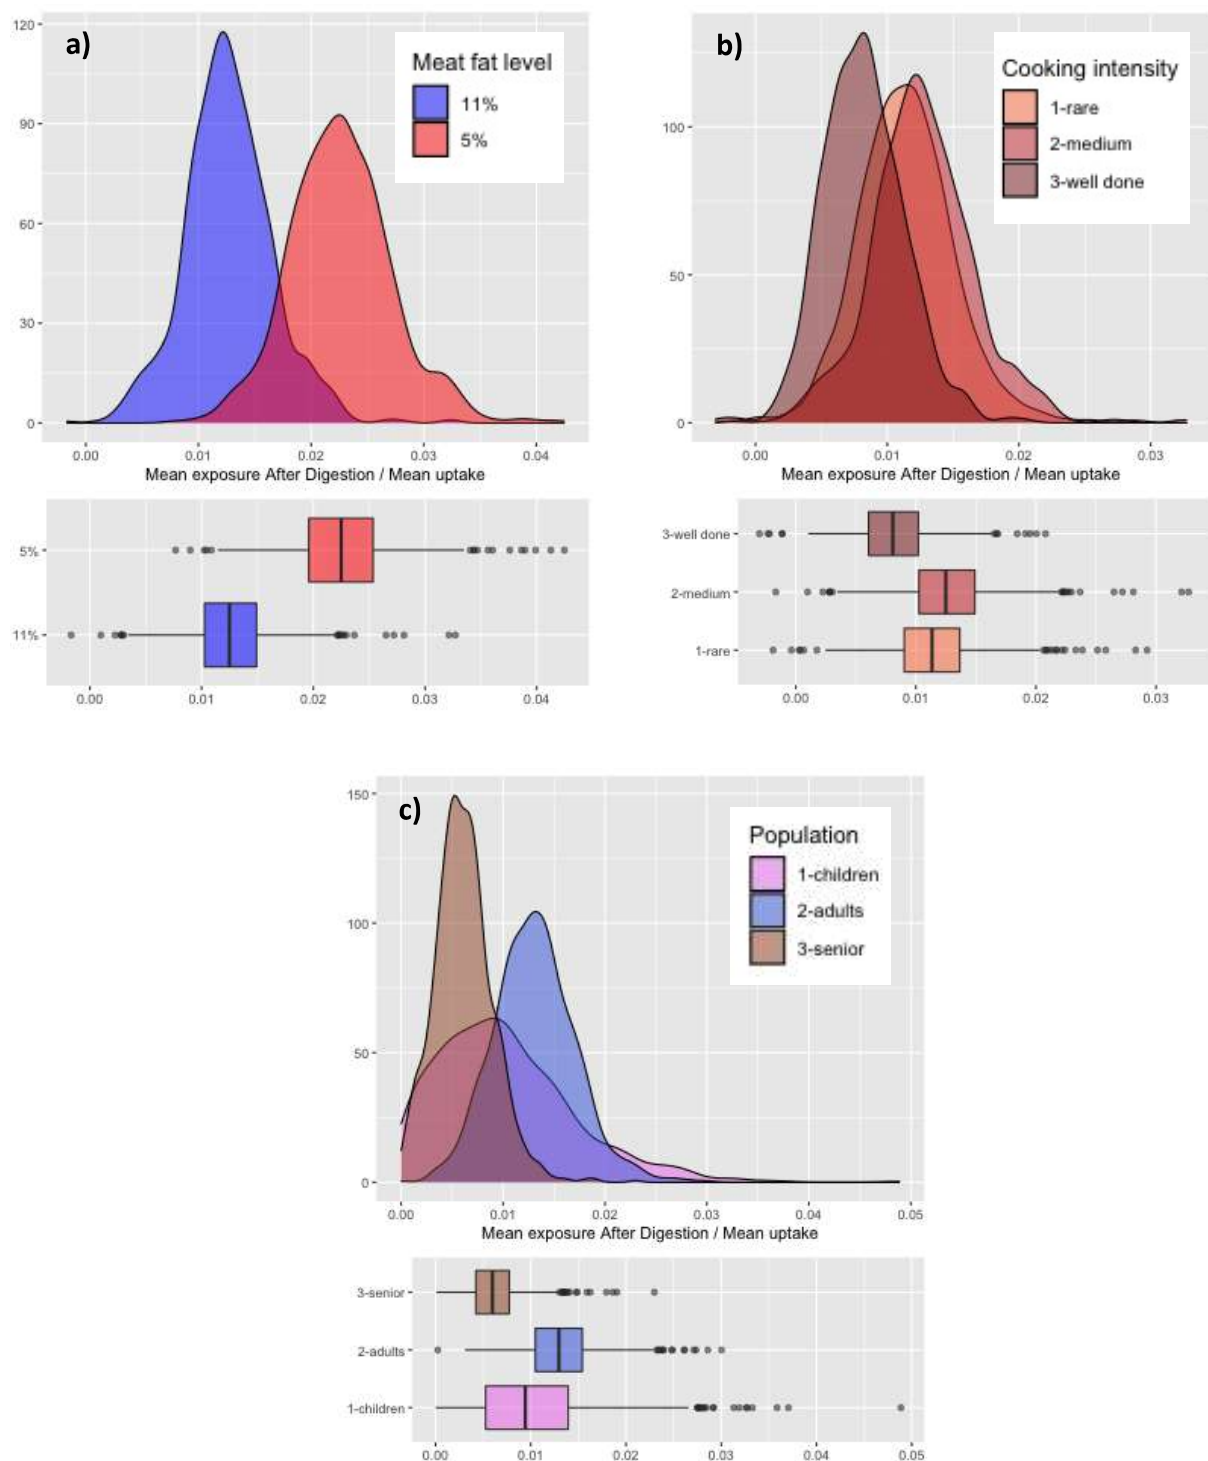 a)
Meat fat level
11%
5%
120
90
60
30
0
0.00 0.01 0.02 0.03 0.04
Mean exposure After Digestion / Mean uptake
5%
11%
0.00 0.01 0.02 0.03 0.04
b)
Cooking intensity
1-rare
2-medium
3-well done
100
50
0
0.00 0.01 0.02 0.03
Mean exposure After Digestion / Mean uptake
3-well done
2-medium
1-rare
0.00 0.01 0.02 0.03
c)
Population
1-children
2-adults
3-senior
150
100
50
0
0.00 0.01 0.02 0.03 0.04 0.05
Mean exposure After Digestion / Mean uptake
3-senior
2-adults
1-children
0.00 0.01 0.02 0.03 0.04 0.05